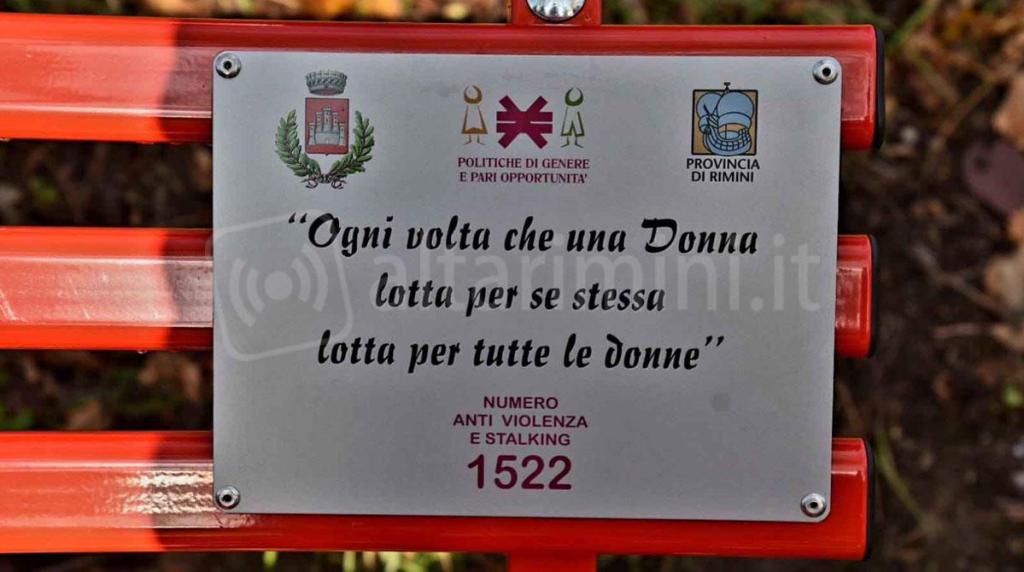 POLITICHE DI GENERE
E PARI OPPORTUNITA'
PROVINCIA
DI RIMINI
"Ogni volta che una Donna
lotta per se stessa
lotta per tutte le donne"
altarimini.it
NUMERO
ANTI VIOLENZA
E STALKING
1522